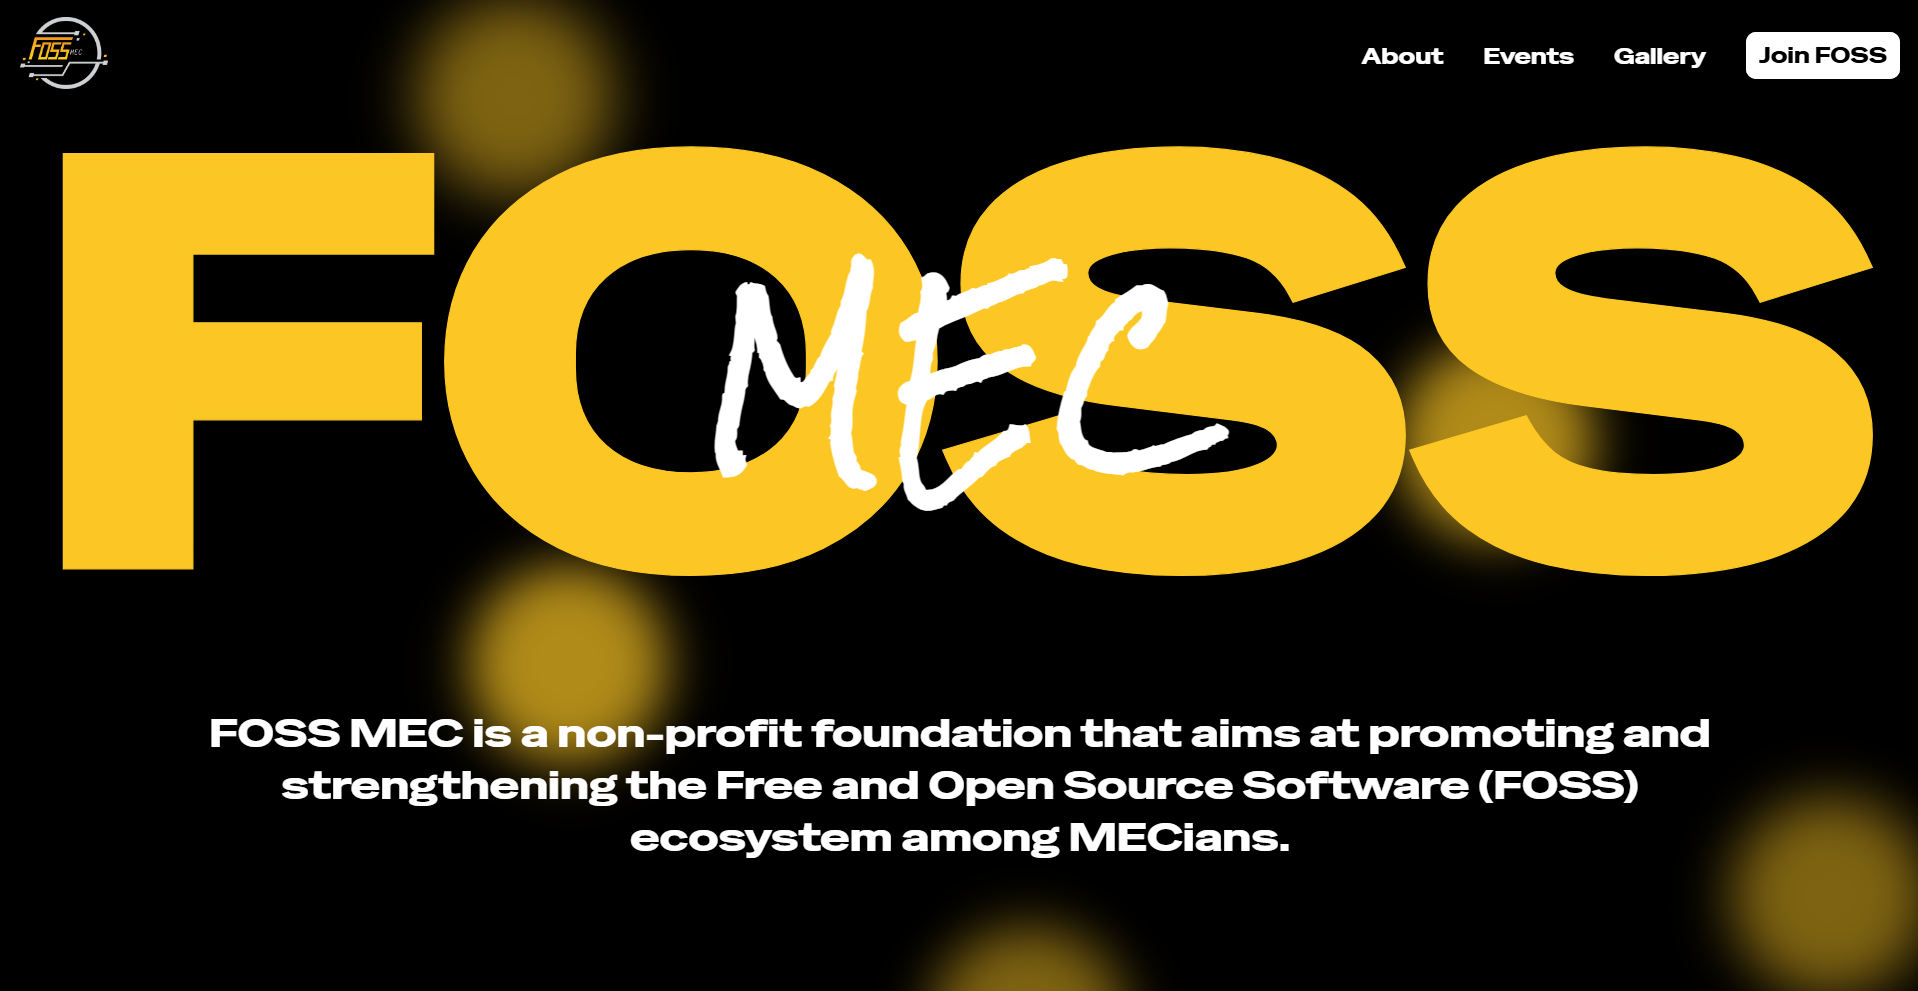 FOSS MEC
About Events Gallery Join FOSS
FOSS
MEC
FOSS MEC is a non-profit foundation that aims at promoting and
strengthening the Free and Open Source Software (FOSS)
ecosystem among MECians.